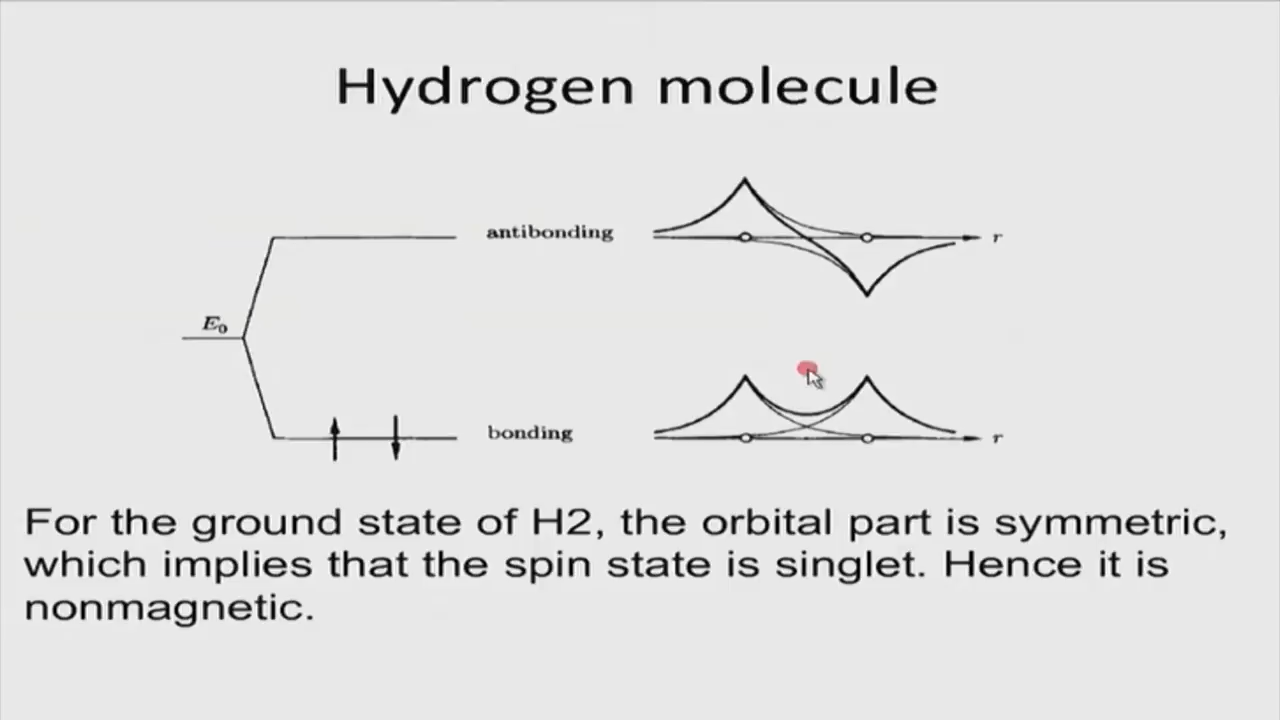 Hydrogen molecule
antibonding
r
E₀
bonding
r
For the ground state of H2, the orbital part is symmetric,
which implies that the spin state is singlet. Hence it is
nonmagnetic.